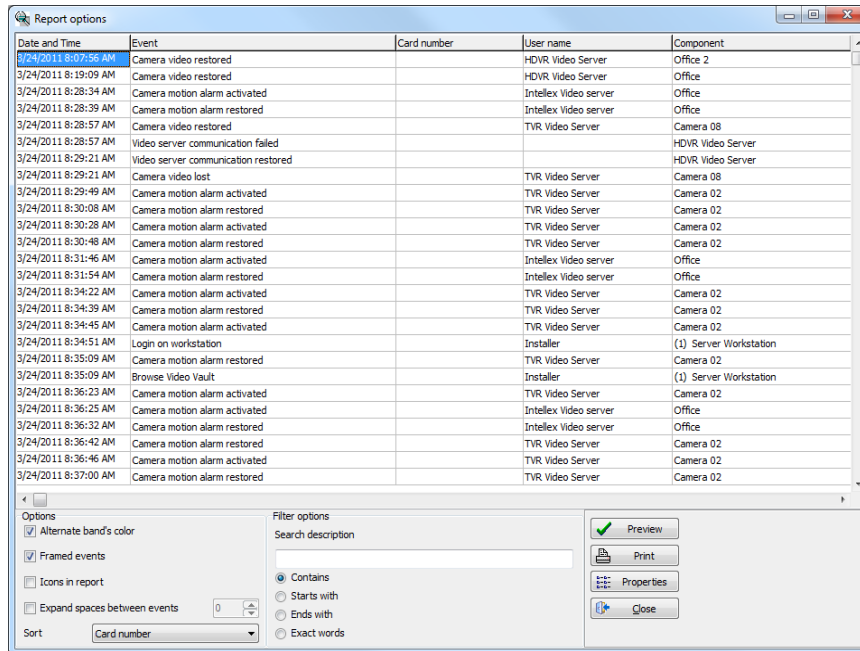 Report options
Date and Time Event Card number User name Component
3/24/2011 8:07:56 AM Camera video restored HDVR Video Server Office 2
3/24/2011 8:19:09 AM Camera video restored HDVR Video Server Office
3/24/2011 8:28:34 AM Camera motion alarm activated Intellex Video server Office
3/24/2011 8:28:39 AM Camera motion alarm restored Intellex Video server Office
3/24/2011 8:28:57 AM Camera video restored TVR Video Server Camera 08
3/24/2011 8:28:57 AM Video server communication failed HDVR Video Server
3/24/2011 8:29:21 AM Video server communication restored HDVR Video Server
3/24/2011 8:29:21 AM Camera video lost TVR Video Server Camera 08
3/24/2011 8:29:49 AM Camera motion alarm activated TVR Video Server Camera 02
3/24/2011 8:30:08 AM Camera motion alarm restored TVR Video Server Camera 02
3/24/2011 8:30:28 AM Camera motion alarm activated TVR Video Server Camera 02
3/24/2011 8:30:48 AM Camera motion alarm restored TVR Video Server Camera 02
3/24/2011 8:31:46 AM Camera motion alarm activated Intellex Video server Office
3/24/2011 8:31:54 AM Camera motion alarm restored Intellex Video server Office
3/24/2011 8:34:22 AM Camera motion alarm activated TVR Video Server Camera 02
3/24/2011 8:34:39 AM Camera motion alarm restored TVR Video Server Camera 02
3/24/2011 8:34:45 AM Camera motion alarm activated TVR Video Server Camera 02
3/24/2011 8:34:51 AM Login on workstation Installer (1) Server Workstation
3/24/2011 8:35:09 AM Camera motion alarm restored TVR Video Server Camera 02
3/24/2011 8:35:09 AM Browse Video Vault Installer (1) Server Workstation
3/24/2011 8:36:23 AM Camera motion alarm activated TVR Video Server Camera 02
3/24/2011 8:36:25 AM Camera motion alarm activated Intellex Video server Office
3/24/2011 8:36:32 AM Camera motion alarm restored Intellex Video server Office
3/24/2011 8:36:42 AM Camera motion alarm restored TVR Video Server Camera 02
3/24/2011 8:36:46 AM Camera motion alarm activated TVR Video Server Camera 02
3/24/2011 8:37:00 AM Camera motion alarm restored TVR Video Server Camera 02
Options
Alternate band's color
Framed events
Icons in report
Expand spaces between events 0
Sort Card number
Filter options
Search description
Contains
Starts with
Ends with
Exact words
Preview
Print
Properties
Close